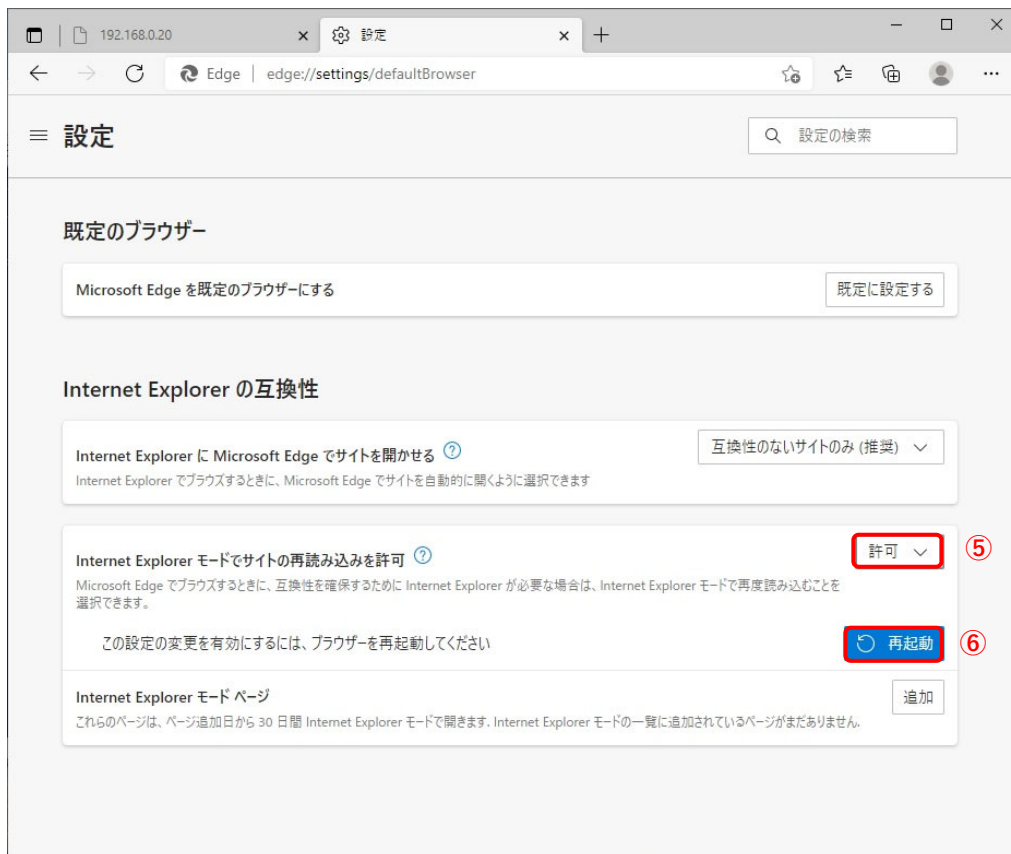 192.168.0.20
設定
Edge | edge://settings/defaultBrowser
設定
設定の検索
既定のブラウザー
Microsoft Edge を既定のブラウザーにする
既定に設定する
Internet Explorer の互換性
Internet Explorer に Microsoft Edge でサイトを開かせる ?
互換性のないサイトのみ (推奨)
Internet Explorer でブラウズするときに、Microsoft Edge でサイトを自動的に開くように選択できます
Internet Explorer モードでサイトの再読み込みを許可 ?
許可
⑤
Microsoft Edge でブラウズするときに、互換性を確保するために Internet Explorer が必要な場合は、Internet Explorer モードで再度読み込むことを
選択できます。
この設定の変更を有効にするには、ブラウザーを再起動してください
再起動
⑥
Internet Explorer モード ページ
追加
これらのページは、ページ追加日から 30 日間 Internet Explorer モードで開きます. Internet Explorer モードの一覧に追加されているページがまだありません.